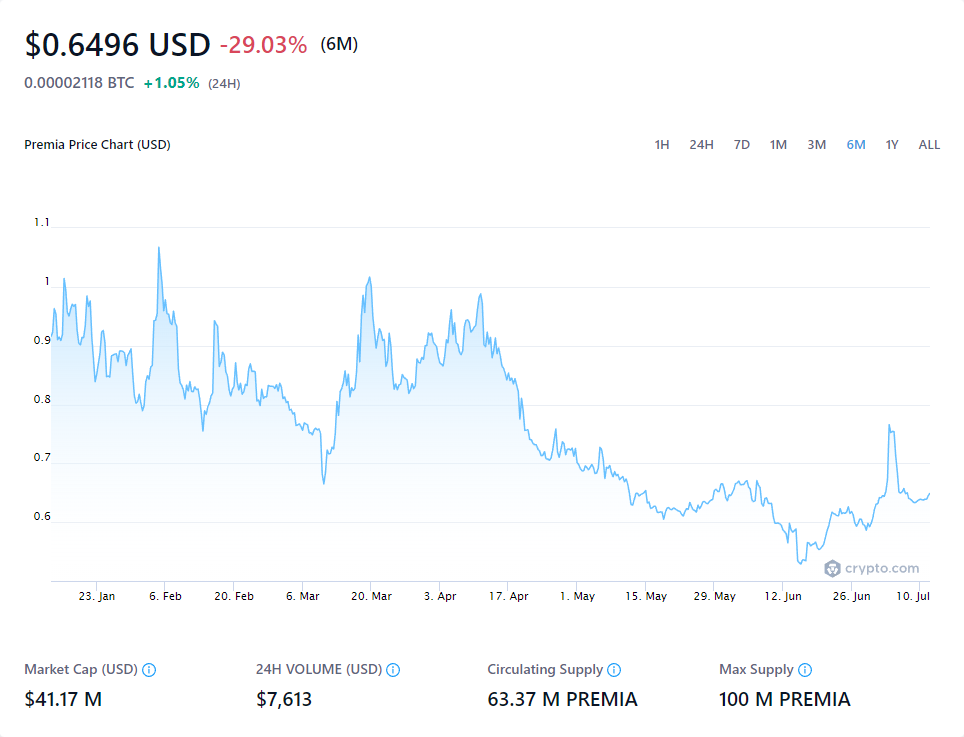 $0.6496 USD -29.03% (6M)
0.00002118 BTC +1.05% (24H)
Premia Price Chart (USD) 1H 24H 7D 1M 3M 6M 1Y ALL
1.1
1
0.9
0.8
0.7
0.6
crypto.com
23. Jan 6. Feb 20. Feb 6. Mar 20. Mar 3. Apr 17. Apr 1. May 15. May 29. May 12. Jun 26. Jun 10. Jul
Market Cap (USD) 24H VOLUME (USD) Circulating Supply Max Supply
$41.17 M $7,613 63.37 M PREMIA 100 M PREMIA